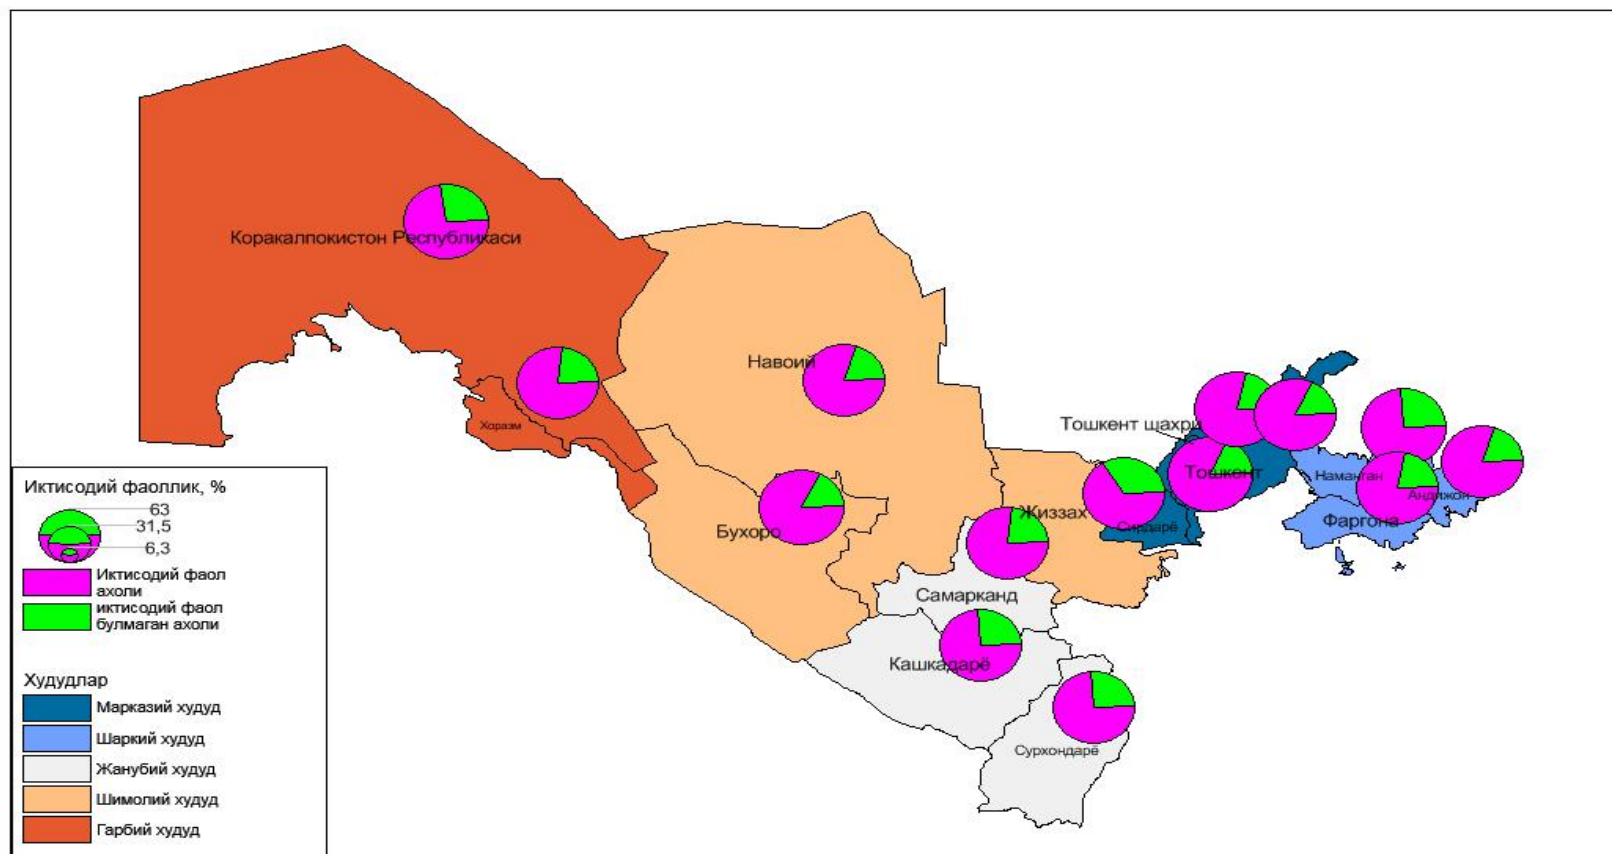 Коракалпокистон Республикаси
Навоий
Хоразм
Тошкент щахри
Тошкент
Наманган
Андижон
Фаргона
Жиззах
Сирдарё
Бухоро
Самарканд
Кашкадарё
Сурхондарё
Иктисодий фаоллик, %
63
31,5
6,3
Иктисодий фаол
ахоли
иктисодий фаол
булмаган ахоли
Худудлар
Марказий худуд
Шаркий худуд
Жанубий худуд
Шимолий худуд
Гарбий худуд